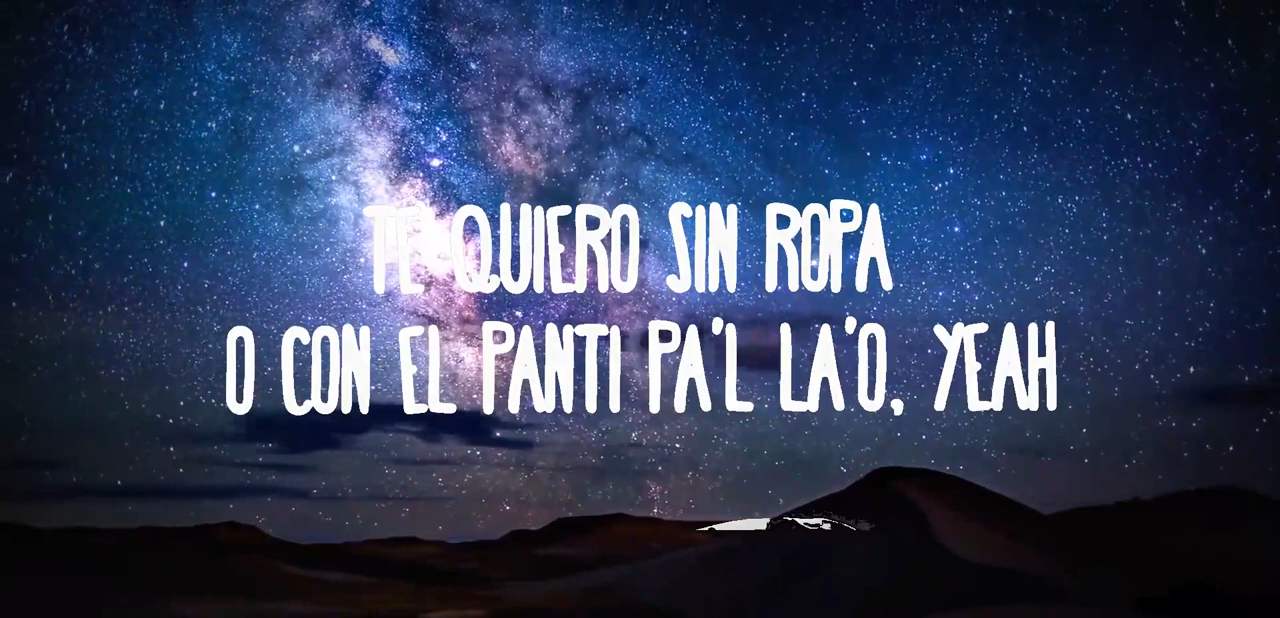 TE QUIERO SIN ROPA
O CON EL PANTI PA'L LA'O, YEAH